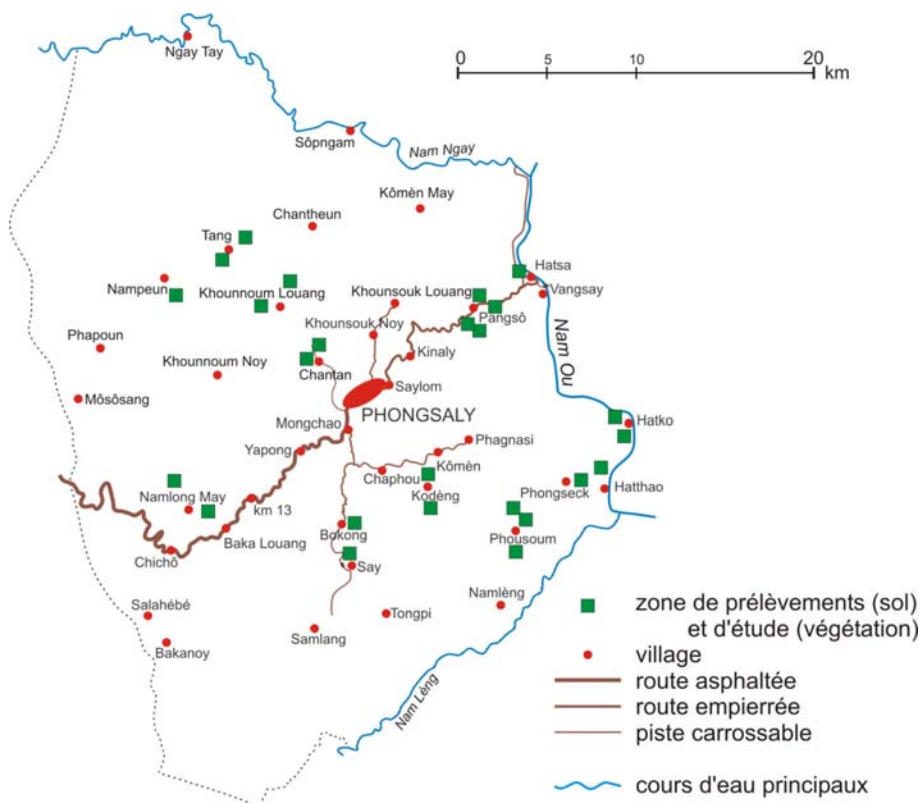 Ngay Tay
0
5
10
20
km
Sôpngam
Nam Ngay
Kômèn May
Chantheun
Tang
Hatsa
Nampeun
Khounnoum Louang
Khounsouk Louang
Vangsay
Pangsô
Khounsouk Noy
Phapoun
Khounnoum Noy
Chantan
Kinaly
Nam Ou
Môsôsang
Saylom
PHONGSALY
Mongchao
Hatko
Yapong
Phagnasi
Kômèn
Chaphou
Namlong May
Kodèng
Phongseck
Hatthao
km 13
Baka Louang
Bokong
Phousoum
Chichô
Say
Salahébé
Tongpi
Namlèng
Bakanoy
Samlang
Nam Lèng
zone de prélèvements (sol)
et d'étude (végétation)
village
route asphaltée
route empierrée
piste carrossable
cours d'eau principaux